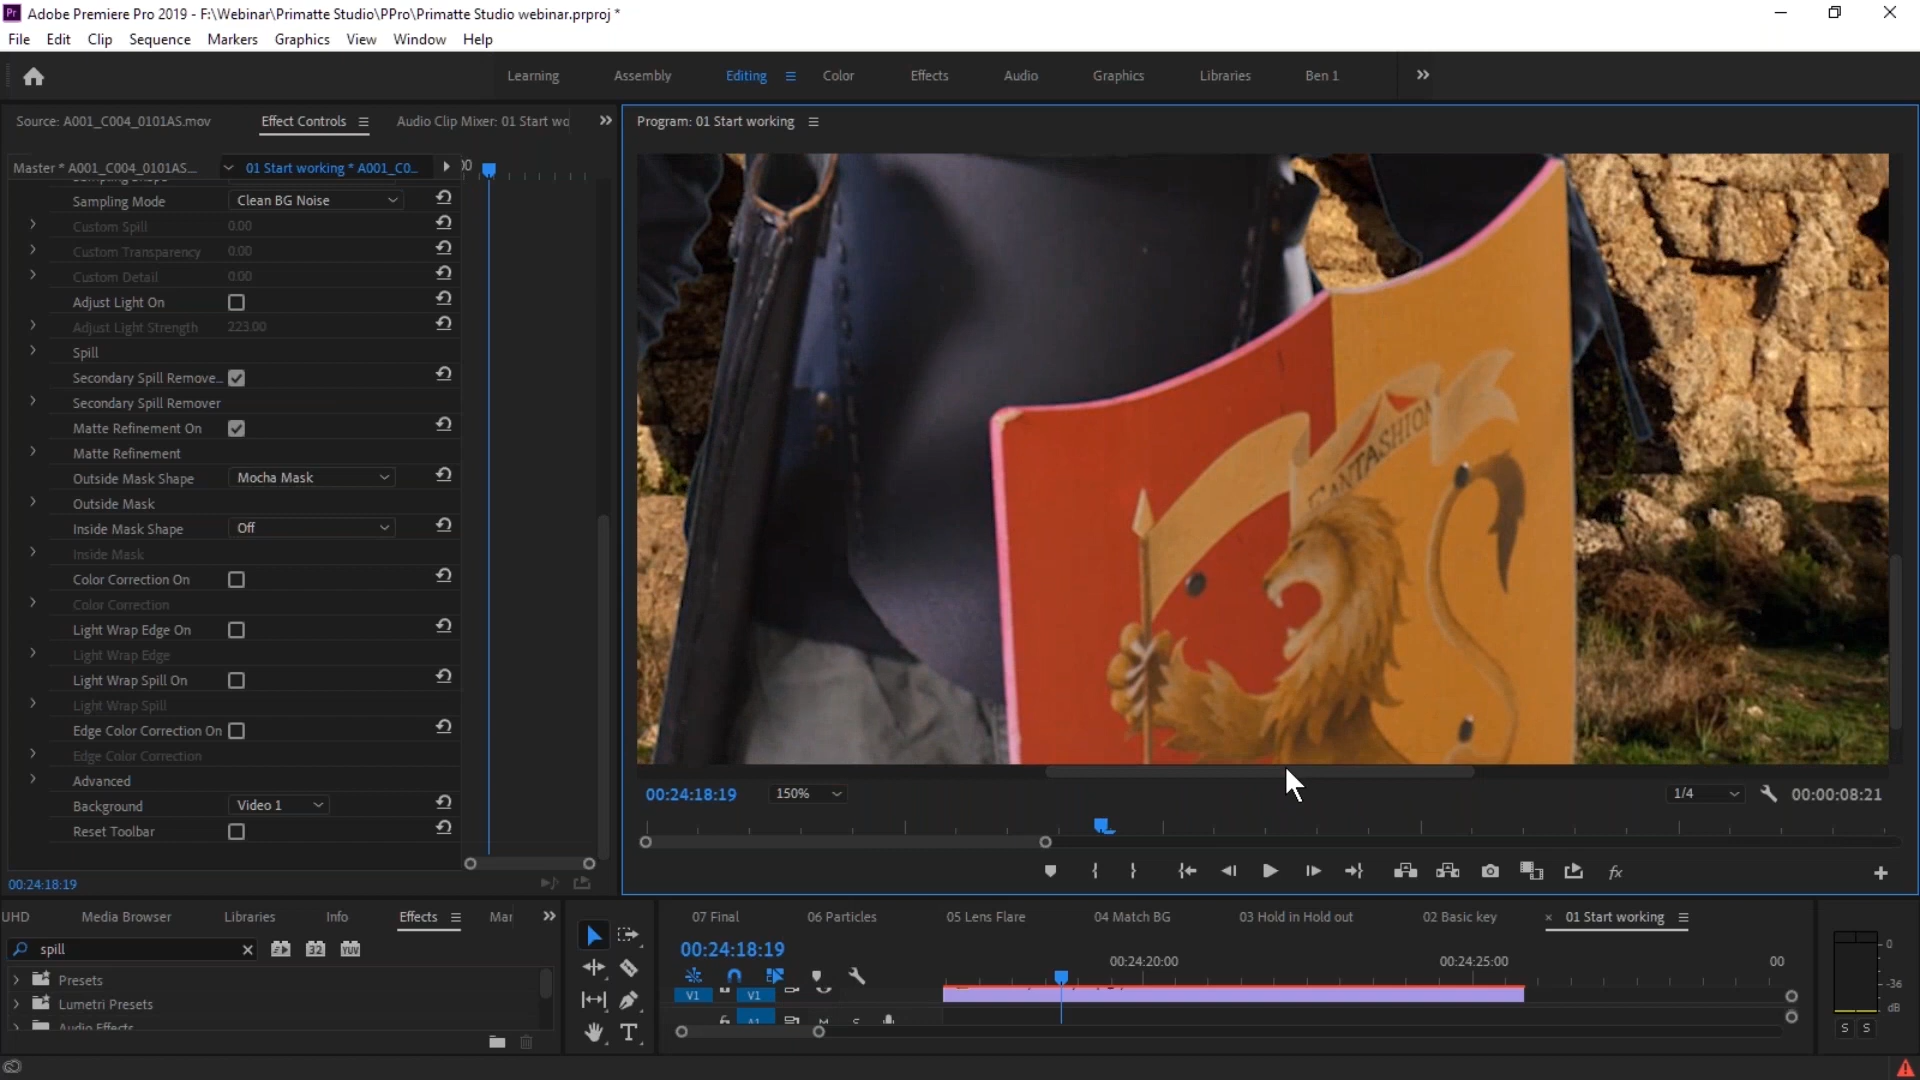 Adobe Premiere Pro 2019 - F:\Webinar\Primatte Studio\PPro\Primatte Studio webinar.prproj *
File Edit Clip Sequence Markers Graphics View Window Help
Learning Assembly Editing Color Effects Audio Graphics Libraries Ben 1
Source: A001_C004_0101AS.mov Effect Controls Audio Clip Mixer: 01 Start wo
Program: 01 Start working
Master * A001_C004_0101AS... 01 Start working * A001_C0...
Sampling Mode Clean BG Noise
Custom Spill 0.00
Custom Transparency 0.00
Custom Detail 0.00
Adjust Light On
Adjust Light Strength 223.00
Spill
Secondary Spill Remove...
Secondary Spill Remover
Matte Refinement On
Matte Refinement
Outside Mask Shape Mocha Mask
Outside Mask
Inside Mask Shape Off
Inside Mask
Color Correction On
Color Correction
Light Wrap Edge On
Light Wrap Edge
Light Wrap Spill On
Light Wrap Spill
Edge Color Correction On
Edge Color Correction
Advanced
Background Video 1
Reset Toolbar
00:24:18:19
FANTASHION
00:24:18:19 150% 1/4 00:00:08:21
UHD Media Browser Libraries Info Effects Mar
spill
32 YUV
Presets
Lumetri Presets
Audio Effects
07 Final 06 Particles 05 Lens Flare 04 Match BG 03 Hold in Hold out 02 Basic key × 01 Start working
00:24:18:19
00:24:20:00 00:24:25:00 00
V1 V1
A1
0
-36
dB
S S